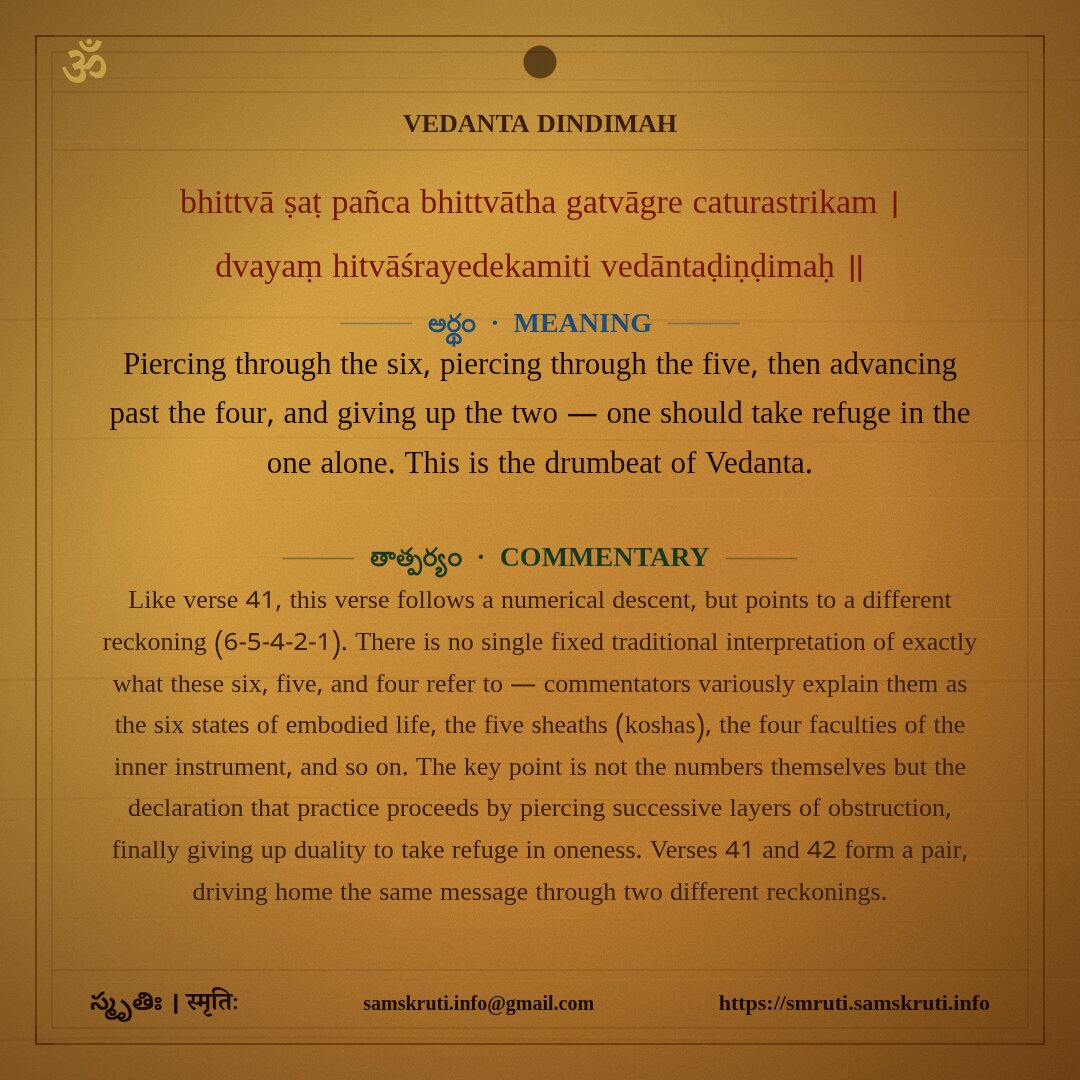 ॐ
VEDANTA DINDIMAH
bhittvā ṣaṭ pañca bhittvātha gatvāgre caturastrikam |
dvayaṃ hitvāśrayedekamiti vedāntaḍiṇḍimaḥ ||
అర్థం · MEANING
Piercing through the six, piercing through the five, then advancing
past the four, and giving up the two — one should take refuge in the
one alone. This is the drumbeat of Vedanta.
తాత్పర్యం · COMMENTARY
Like verse 41, this verse follows a numerical descent, but points to a different
reckoning (6-5-4-2-1). There is no single fixed traditional interpretation of exactly
what these six, five, and four refer to — commentators variously explain them as
the six states of embodied life, the five sheaths (koshas), the four faculties of the
inner instrument, and so on. The key point is not the numbers themselves but the
declaration that practice proceeds by piercing successive layers of obstruction,
finally giving up duality to take refuge in oneness. Verses 41 and 42 form a pair,
driving home the same message through two different reckonings.
స్మృతిః | स्मृतिः samskruti.info@gmail.com https://smruti.samskruti.info